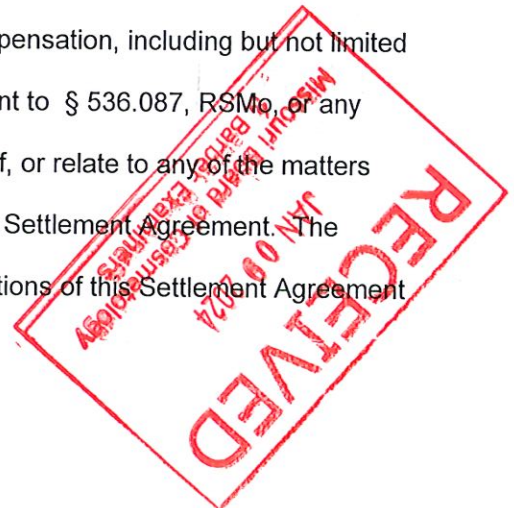 pensation, including but not limited
nt to § 536.087, RSMo, or any
f, or relate to any of the matters
Settlement Agreement. The
tions of this Settlement Agreement
RECEIVED
JAN 09 2024
Missouri Board of Cosmetology
& Barber Examiners